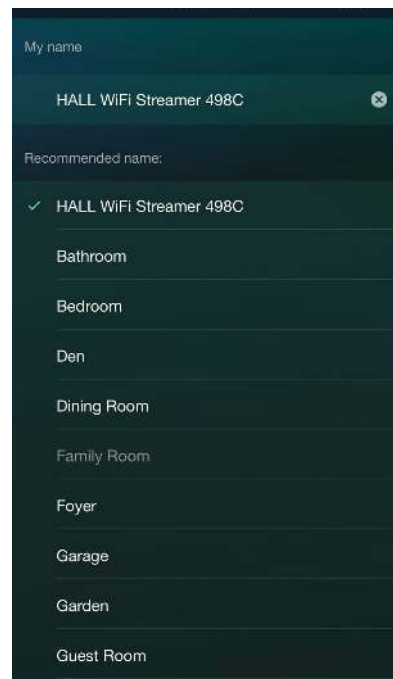 My name
HALL WiFi Streamer 498C
Recommended name:
HALL WiFi Streamer 498C
Bathroom
Bedroom
Den
Dining Room
Family Room
Foyer
Garage
Garden
Guest Room